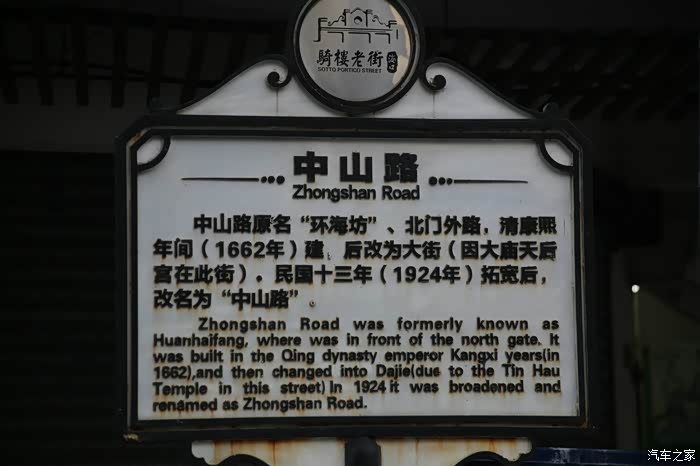 騎樓老街
海口
SOTTO PORTICO STREET
中山路
Zhongshan Road
中山路原名“环海坊”、北门外路，清康熙
年间（1662年）建，后改为大街（因大庙天后
宫在此街）。民国十三年（1924年）拓宽后，
改名为“中山路”。
Zhongshan Road was formerly known as
Huanhaifang, where was in front of the north gate. It
was built in the Qing dynasty emperor Kangxi years(in
1662),and then changed into Dajie(due to the Tin Hau
Temple in this street) In 1924 it was broadened and
renamed as Zhongshan Road.
汽车之家